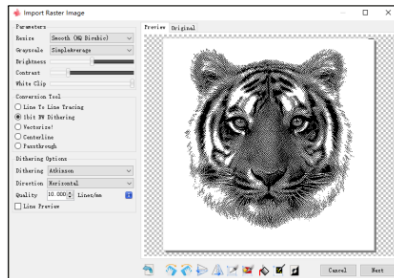 Import Raster Image
Parameters
Resize Smooth (HQ Bicubic)
Grayscale SimpleAverage
Brightness
Contrast
White Clip
Conversion Tool
Line To Line Tracing
1bit BW Dithering
Vectorize!
Centerline
Passthrough
Dithering Options
Dithering Atkinson
Direction Horizontal
Quality 10.000 Lines/mm
Line Preview
Preview Original
Cancel Next